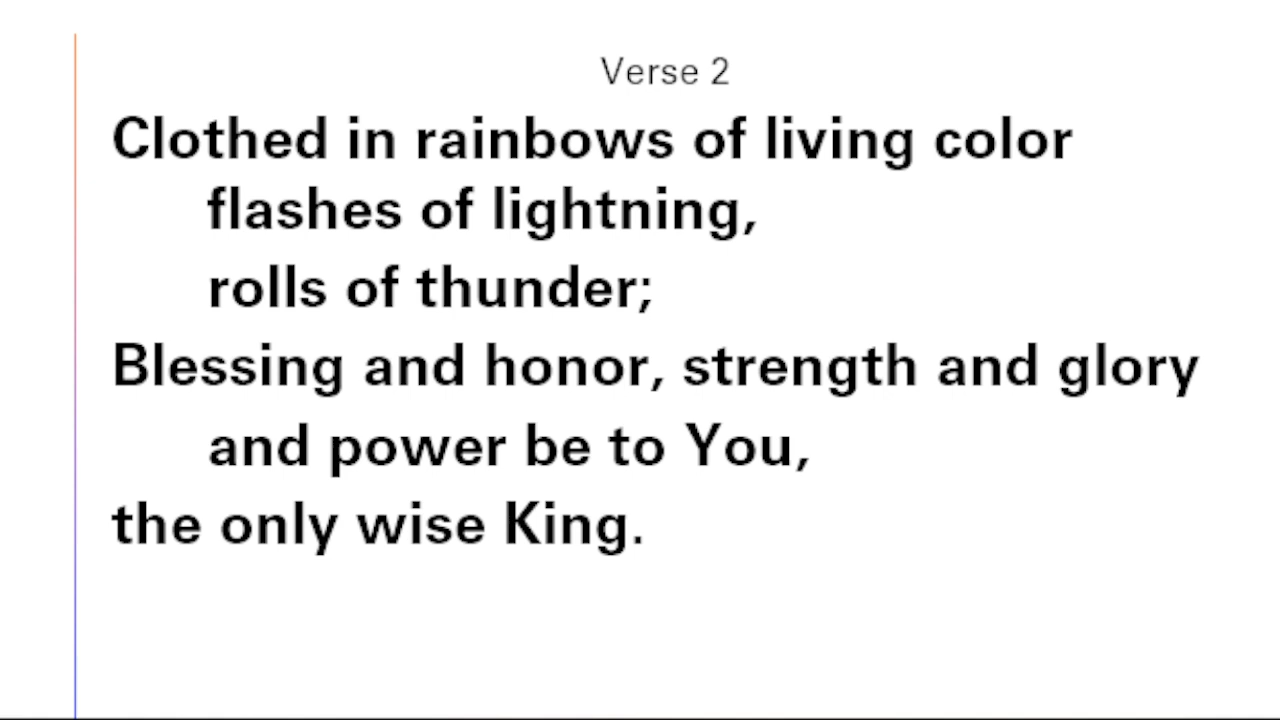 Verse 2
Clothed in rainbows of living color
flashes of lightning,
rolls of thunder;
Blessing and honor, strength and glory
and power be to You,
the only wise King.